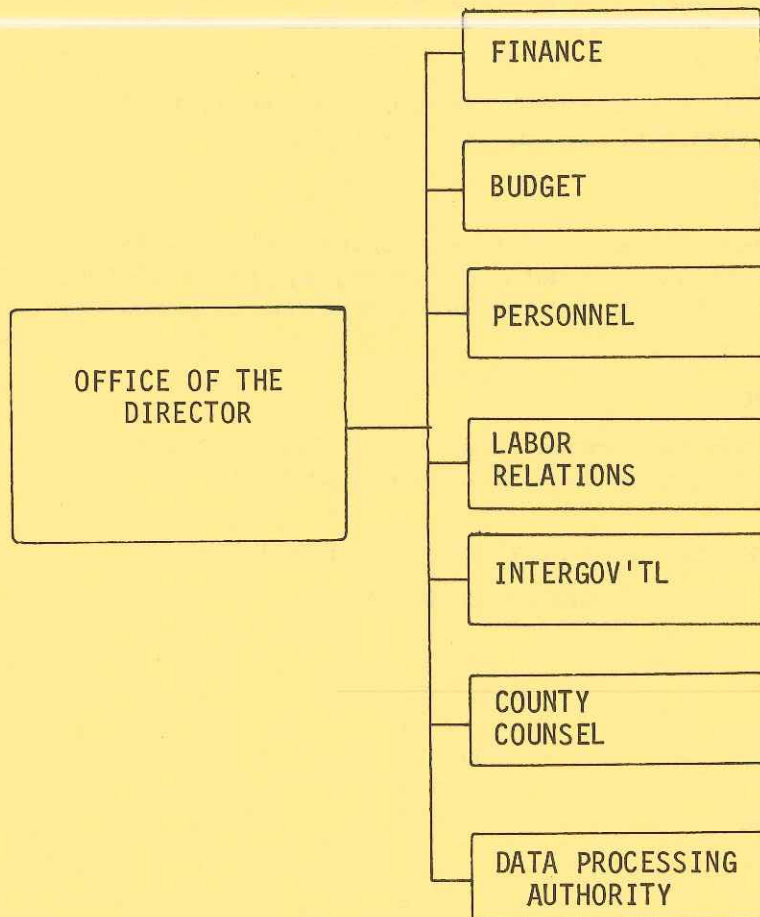 FINANCE
BUDGET
PERSONNEL
OFFICE OF THE
DIRECTOR
LABOR
RELATIONS
INTERGOV'TL
COUNTY
COUNSEL
DATA PROCESSING
AUTHORITY